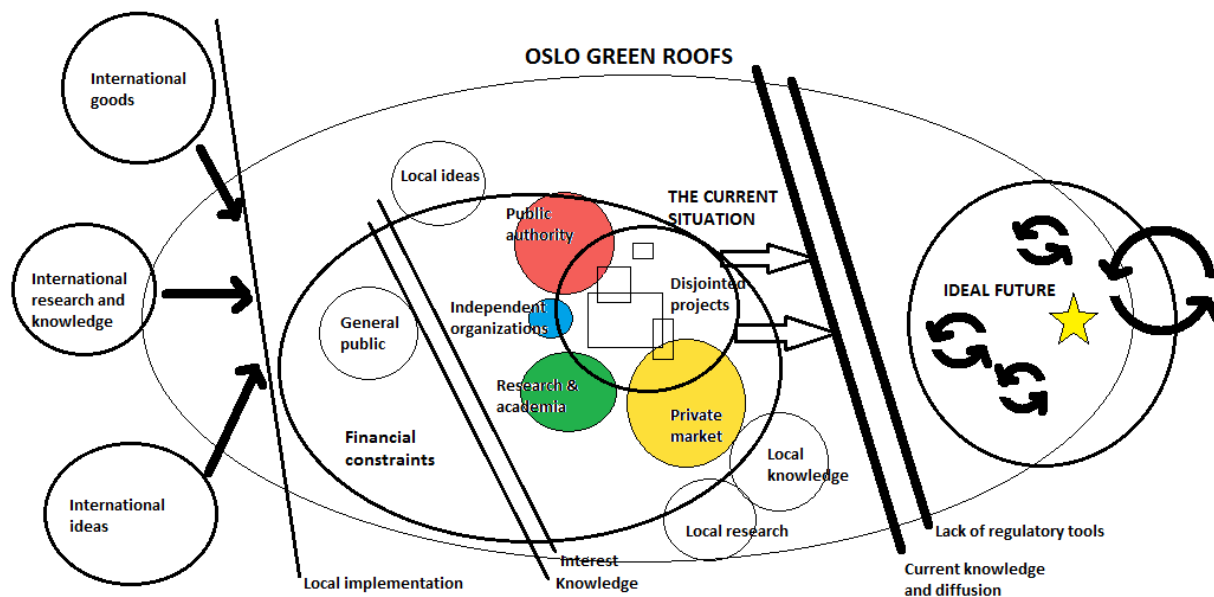 OSLO GREEN ROOFS
International
goods
Local ideas
THE CURRENT
SITUATION
Public
authority
International
research and
knowledge
Disjointed
projects
IDEAL FUTURE
Independent
organizations
General
public
Research &
academia
Private
market
Financial
constraints
Local
knowledge
International
ideas
Local research
Lack of regulatory tools
Interest
Knowledge
Local implementation
Current knowledge
and diffusion